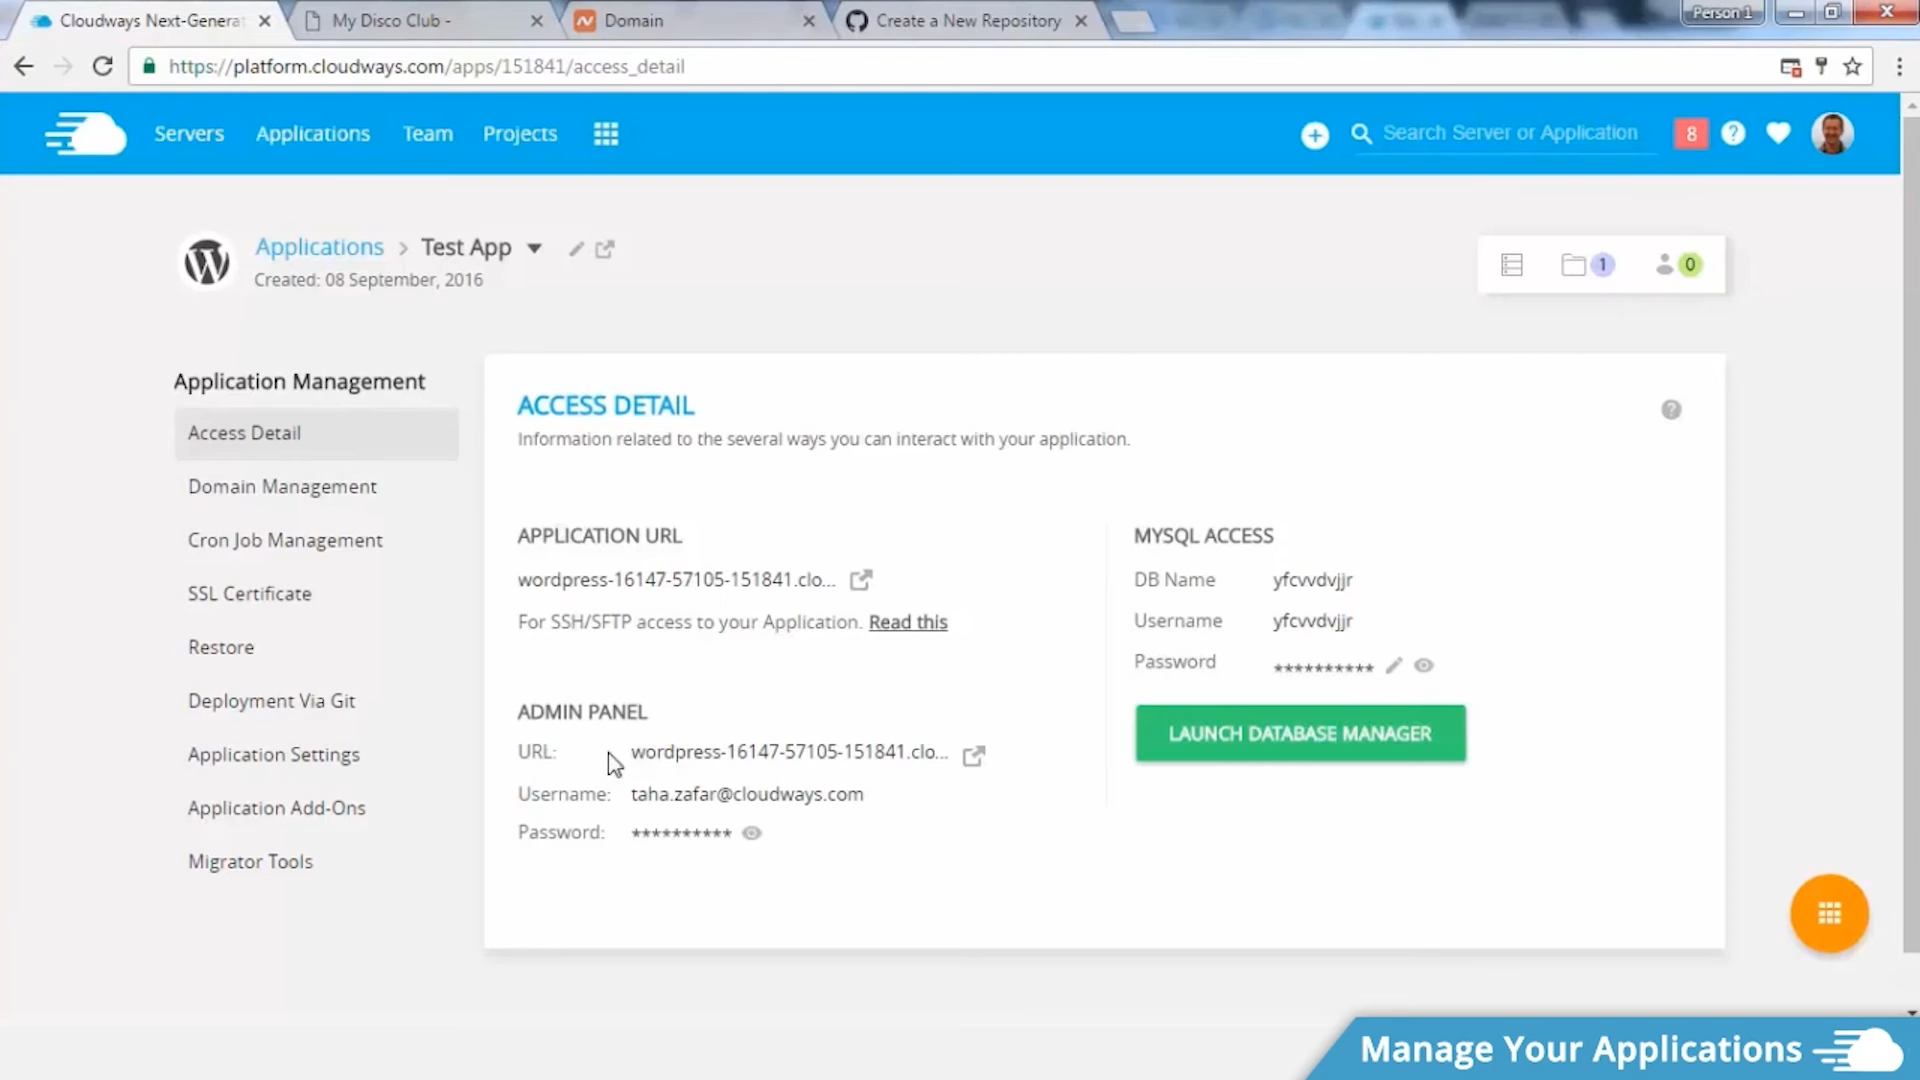 Cloudways Next-Generat
My Disco Club -
Domain
Create a New Repository
Person 1
https://platform.cloudways.com/apps/151841/access_detail
Servers
Applications
Team
Projects
Search Server or Application
8
Applications > Test App
Created: 08 September, 2016
1
0
Application Management
Access Detail
Domain Management
Cron Job Management
SSL Certificate
Restore
Deployment Via Git
Application Settings
Application Add-Ons
Migrator Tools
ACCESS DETAIL
Information related to the several ways you can interact with your application.
APPLICATION URL
wordpress-16147-57105-151841.clo...
For SSH/SFTP access to your Application. Read this
ADMIN PANEL
URL: wordpress-16147-57105-151841.clo...
Username: taha.zafar@cloudways.com
Password: **********
MYSQL ACCESS
DB Name yfcvvdvjjr
Username yfcvvdvjjr
Password **********
LAUNCH DATABASE MANAGER
Manage Your Applications